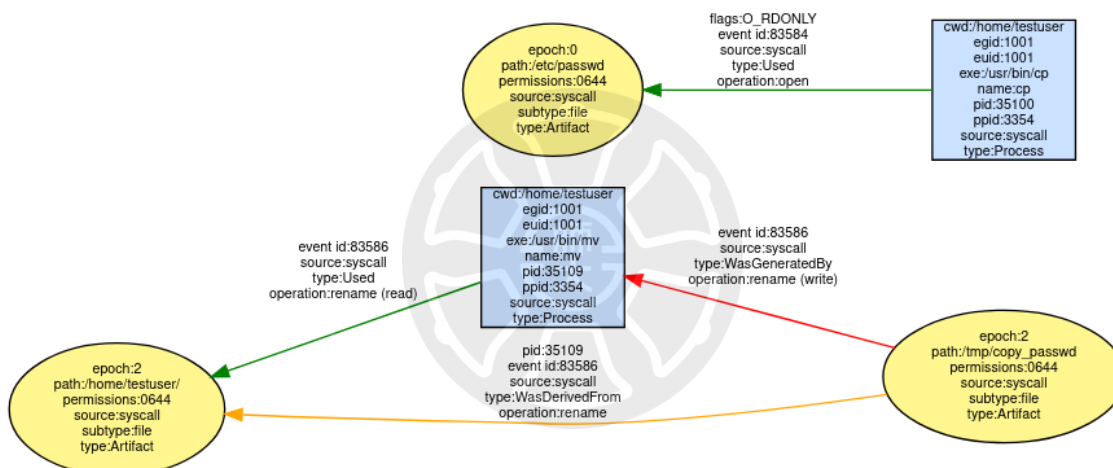 flags:O_RDONLY
event id:83584
source:syscall
type:Used
operation:open
epoch:0
path:/etc/passwd
permissions:0644
source:syscall
subtype:file
type:Artifact
cwd:/home/testuser
egid:1001
euid:1001
exe:/usr/bin/cp
name:cp
pid:35100
ppid:3354
source:syscall
type:Process
cwd:/home/testuser
egid:1001
euid:1001
exe:/usr/bin/mv
name:mv
pid:35109
ppid:3354
source:syscall
type:Process
event id:83586
source:syscall
type:Used
operation:rename (read)
event id:83586
source:syscall
type:WasGeneratedBy
operation:rename (write)
epoch:2
path:/home/testuser/
permissions:0644
source:syscall
subtype:file
type:Artifact
pid:35109
event id:83586
source:syscall
type:WasDerivedFrom
operation:rename
epoch:2
path:/tmp/copy_passwd
permissions:0644
source:syscall
subtype:file
type:Artifact